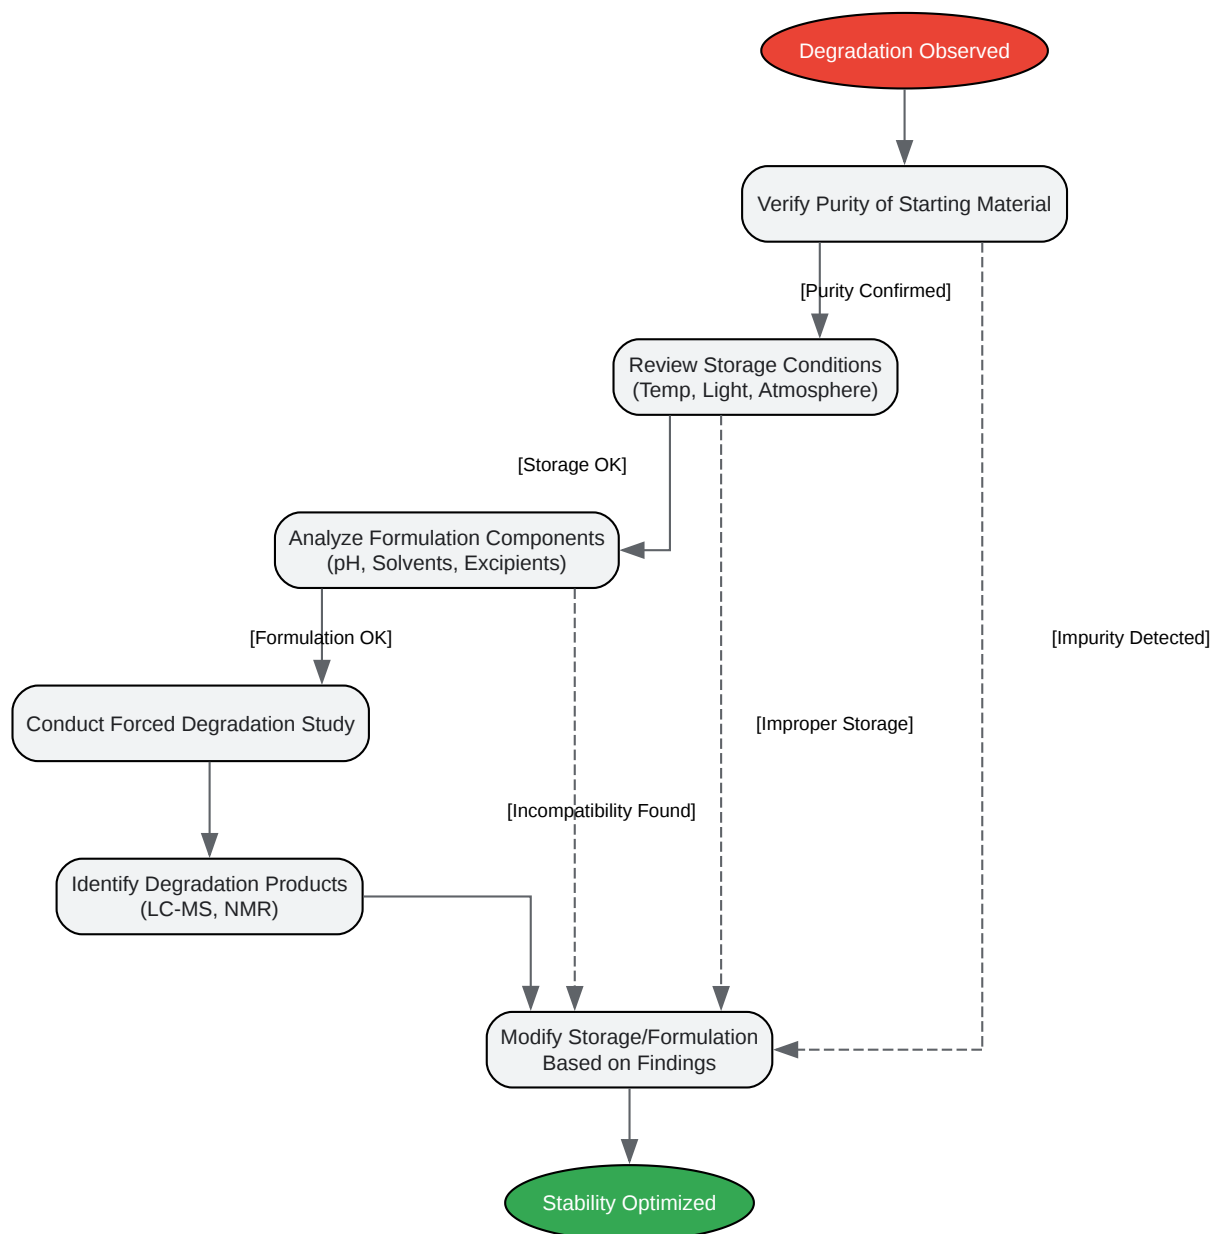 Degradation Observed
Verify Purity of Starting Material
[Purity Confirmed]
Review Storage Conditions
(Temp, Light, Atmosphere)
[Storage OK]
Analyze Formulation Components
(pH, Solvents, Excipients)
[Formulation OK]
[Impurity Detected]
Conduct Forced Degradation Study
[Improper Storage]
[Incompatibility Found]
Identify Degradation Products
(LC-MS, NMR)
Modify Storage/Formulation
Based on Findings
Stability Optimized